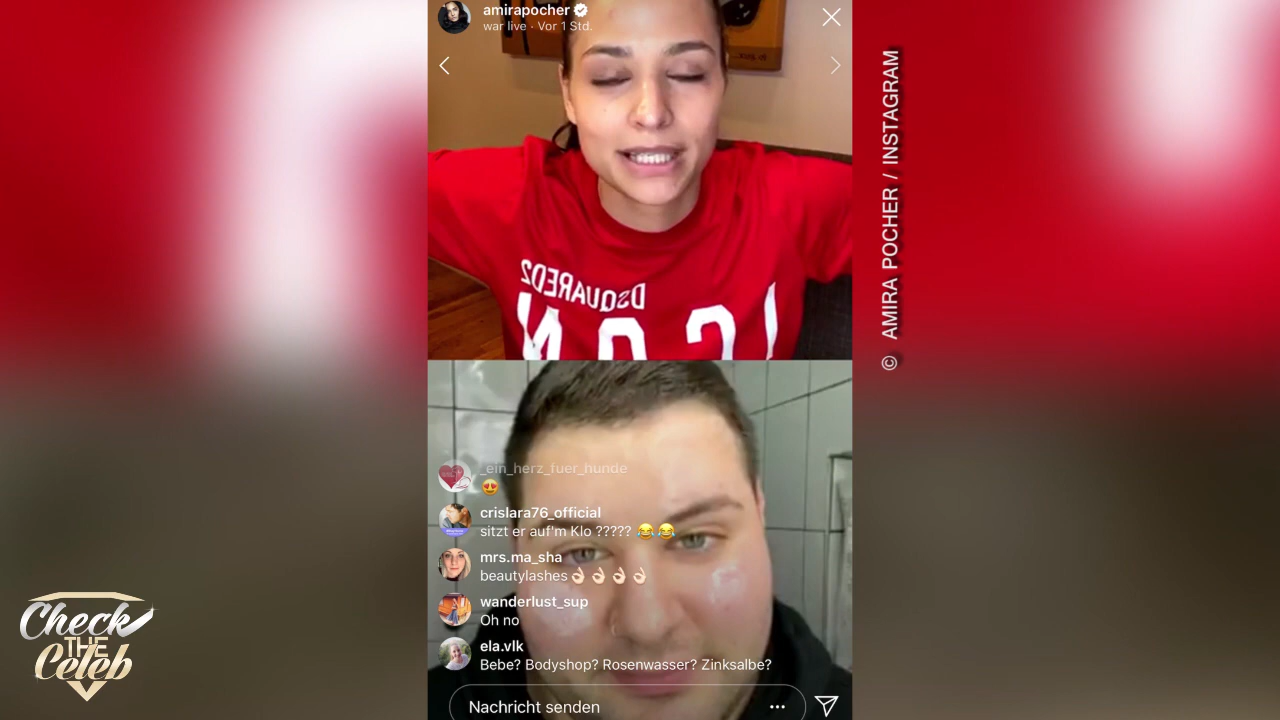 amirapocher
war live · Vor 1 Std.
DSQUARED2
ICON
_ein_herz_fuer_hunde
😍
crislara76_official
sitzt er auf'm Klo ????? 😂😂
mrs.ma_sha
beautylashes👌🏻👌🏻👌🏻👌🏻
wanderlust_sup
Oh no
ela.vlk
Bebe? Bodyshop? Rosenwasser? Zinksalbe?
Nachricht senden
© AMIRA POCHER / INSTAGRAM
Check
THE
Celeb